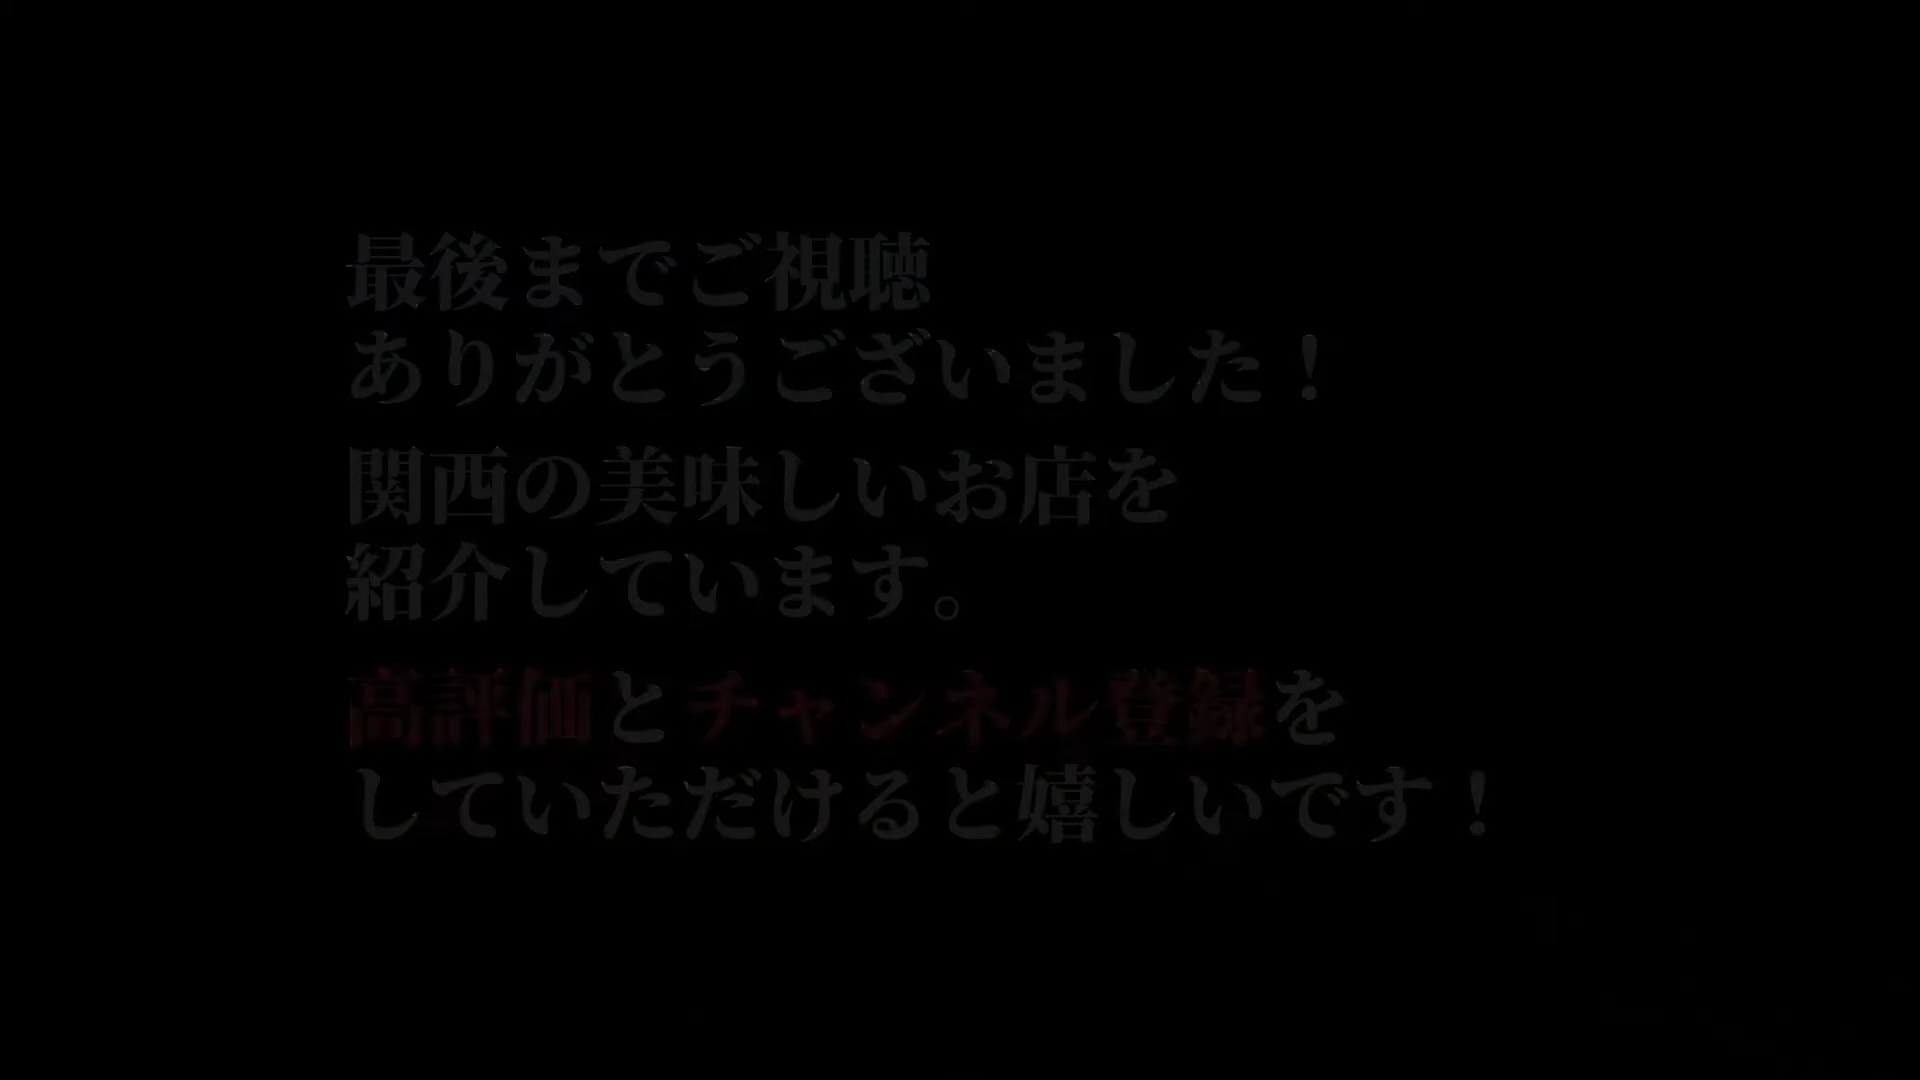 最後までご視聴
ありがとうございました！
関西の美味しいお店を
紹介しています。
高評価とチャンネル登録を
していただけると嬉しいです！